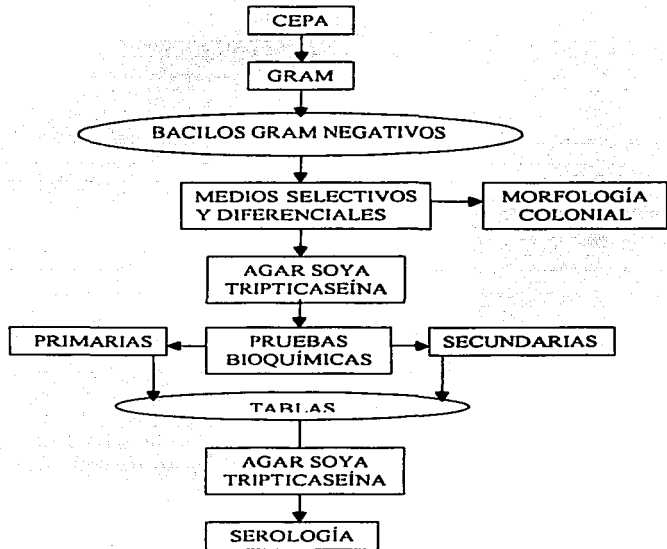 CEPA
GRAM
BACILOS GRAM NEGATIVOS
MEDIOS SELECTIVOS
Y DIFERENCIALES
MORFOLOGÍA
COLONIAL
AGAR SOYA
TRIPTICASEÍNA
PRIMARIAS
PRUEBAS
BIOQUÍMICAS
SECUNDARIAS
TABLAS
AGAR SOYA
TRIPTICASEÍNA
SEROLOGÍA